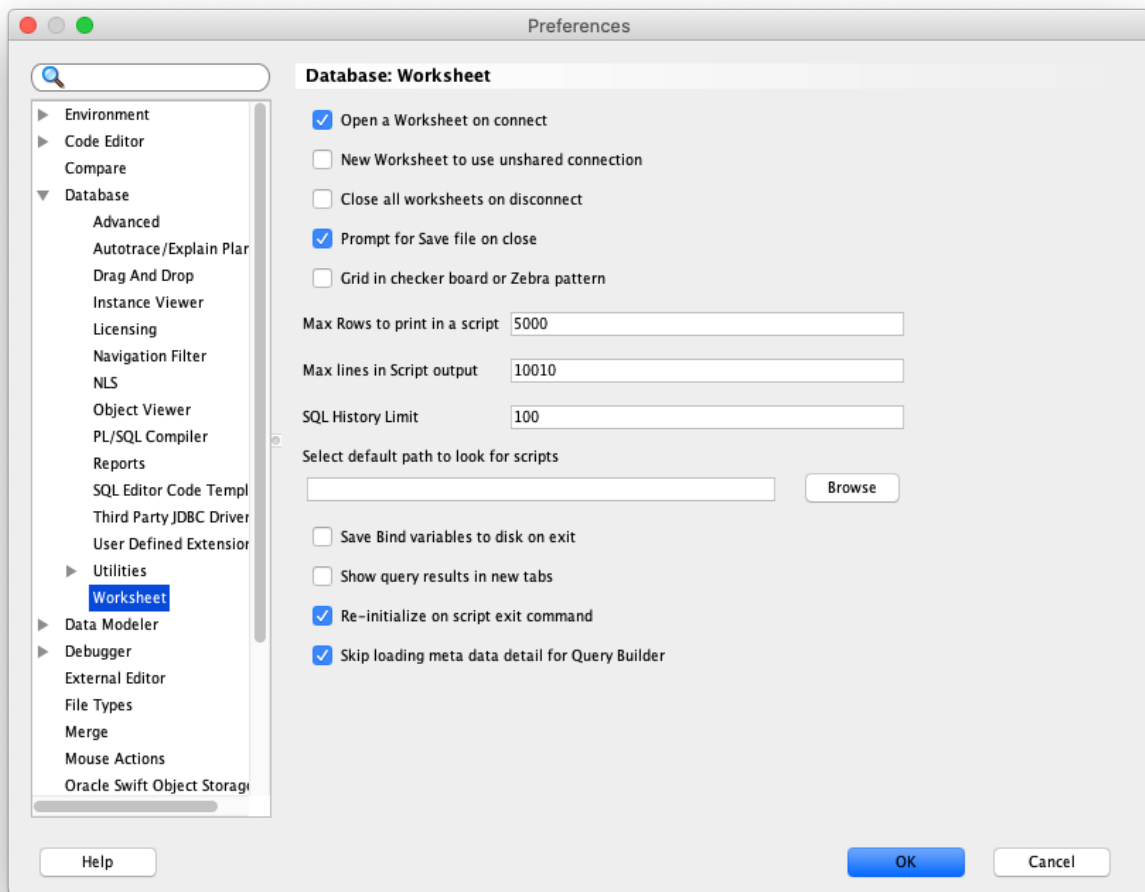 Preferences
Database: Worksheet
Environment
Code Editor
Compare
Database
Advanced
Autotrace/Explain Plan
Drag And Drop
Instance Viewer
Licensing
Navigation Filter
NLS
Object Viewer
PL/SQL Compiler
Reports
SQL Editor Code Templ
Third Party JDBC Driver
User Defined Extension
Utilities
Worksheet
Data Modeler
Debugger
External Editor
File Types
Merge
Mouse Actions
Oracle Swift Object Storage
Open a Worksheet on connect
New Worksheet to use unshared connection
Close all worksheets on disconnect
Prompt for Save file on close
Grid in checker board or Zebra pattern
Max Rows to print in a script 5000
Max lines in Script output 10010
SQL History Limit 100
Select default path to look for scripts
Browse
Save Bind variables to disk on exit
Show query results in new tabs
Re-initialize on script exit command
Skip loading meta data detail for Query Builder
Help OK Cancel